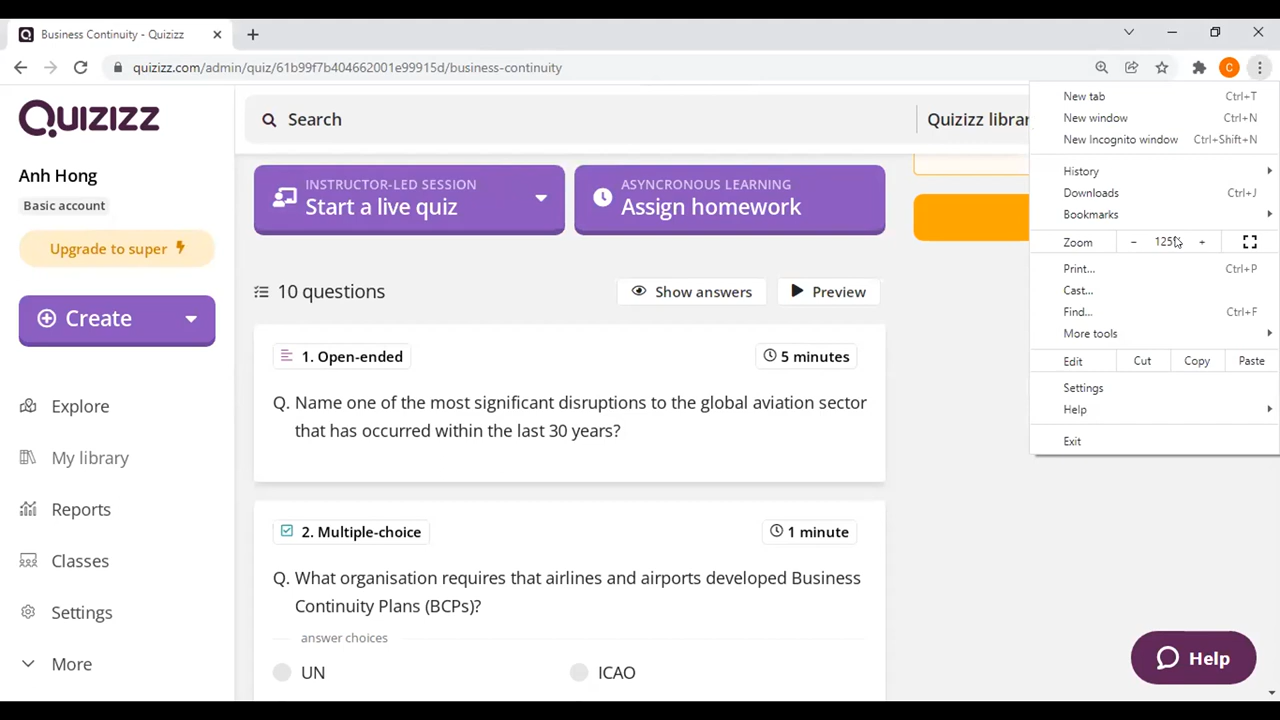 Business Continuity - Quizizz
quizizz.com/admin/quiz/61b99f7b404662001e99915d/business-continuity
C
QUIZIZZ
Anh Hong
Basic account
Upgrade to super
Create
Explore
My library
Reports
Classes
Settings
More
Search
Quizizz librar
INSTRUCTOR-LED SESSION
Start a live quiz
ASYNCRONOUS LEARNING
Assign homework
10 questions
Show answers
Preview
1. Open-ended
5 minutes
Q. Name one of the most significant disruptions to the global aviation sector
that has occurred within the last 30 years?
2. Multiple-choice
1 minute
Q. What organisation requires that airlines and airports developed Business
Continuity Plans (BCPs)?
answer choices
UN
ICAO
New tab Ctrl+T
New window Ctrl+N
New Incognito window Ctrl+Shift+N
History
Downloads Ctrl+J
Bookmarks
Zoom - 125% +
Print... Ctrl+P
Cast...
Find... Ctrl+F
More tools
Edit Cut Copy Paste
Settings
Help
Exit
Help